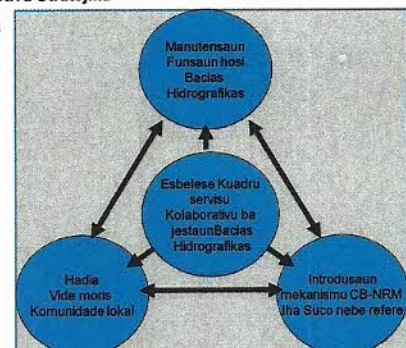 Manutensaun
Funsaun hosi
Bacias
Hidrografikas
Esbelese Kuadru
servisu
Kolaborativu ba
jestaunBacias
Hidrografikas
Hadia
Vida moris
Komunidade lokal
Introdusaun
mekanismu CB-NRM
Iha Suco nebe refere